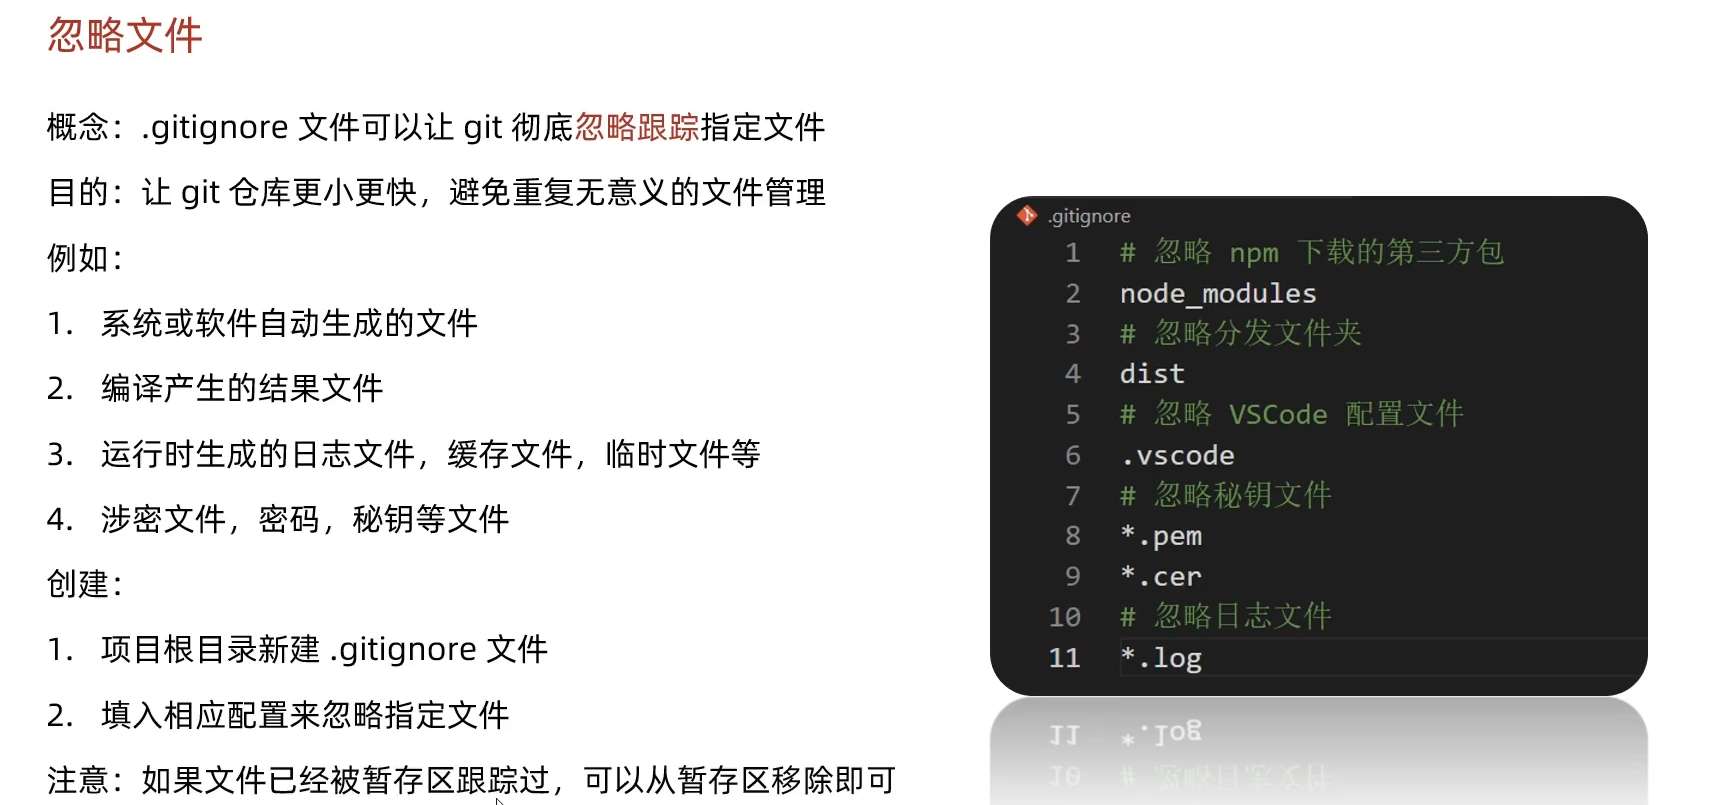 忽略文件
概念：.gitignore 文件可以让 git 彻底忽略跟踪指定文件
目的：让 git 仓库更小更快，避免重复无意义的文件管理
例如：
1. 系统或软件自动生成的文件
2. 编译产生的结果文件
3. 运行时生成的日志文件，缓存文件，临时文件等
4. 涉密文件，密码，秘钥等文件
创建：
1. 项目根目录新建 .gitignore 文件
2. 填入相应配置来忽略指定文件
注意：如果文件已经被暂存区跟踪过，可以从暂存区移除即可
.gitignore
1 # 忽略 npm 下载的第三方包
2 node_modules
3 # 忽略分发文件夹
4 dist
5 # 忽略 VSCode 配置文件
6 .vscode
7 # 忽略秘钥文件
8 *.pem
9 *.cer
10 # 忽略日志文件
11 *.log